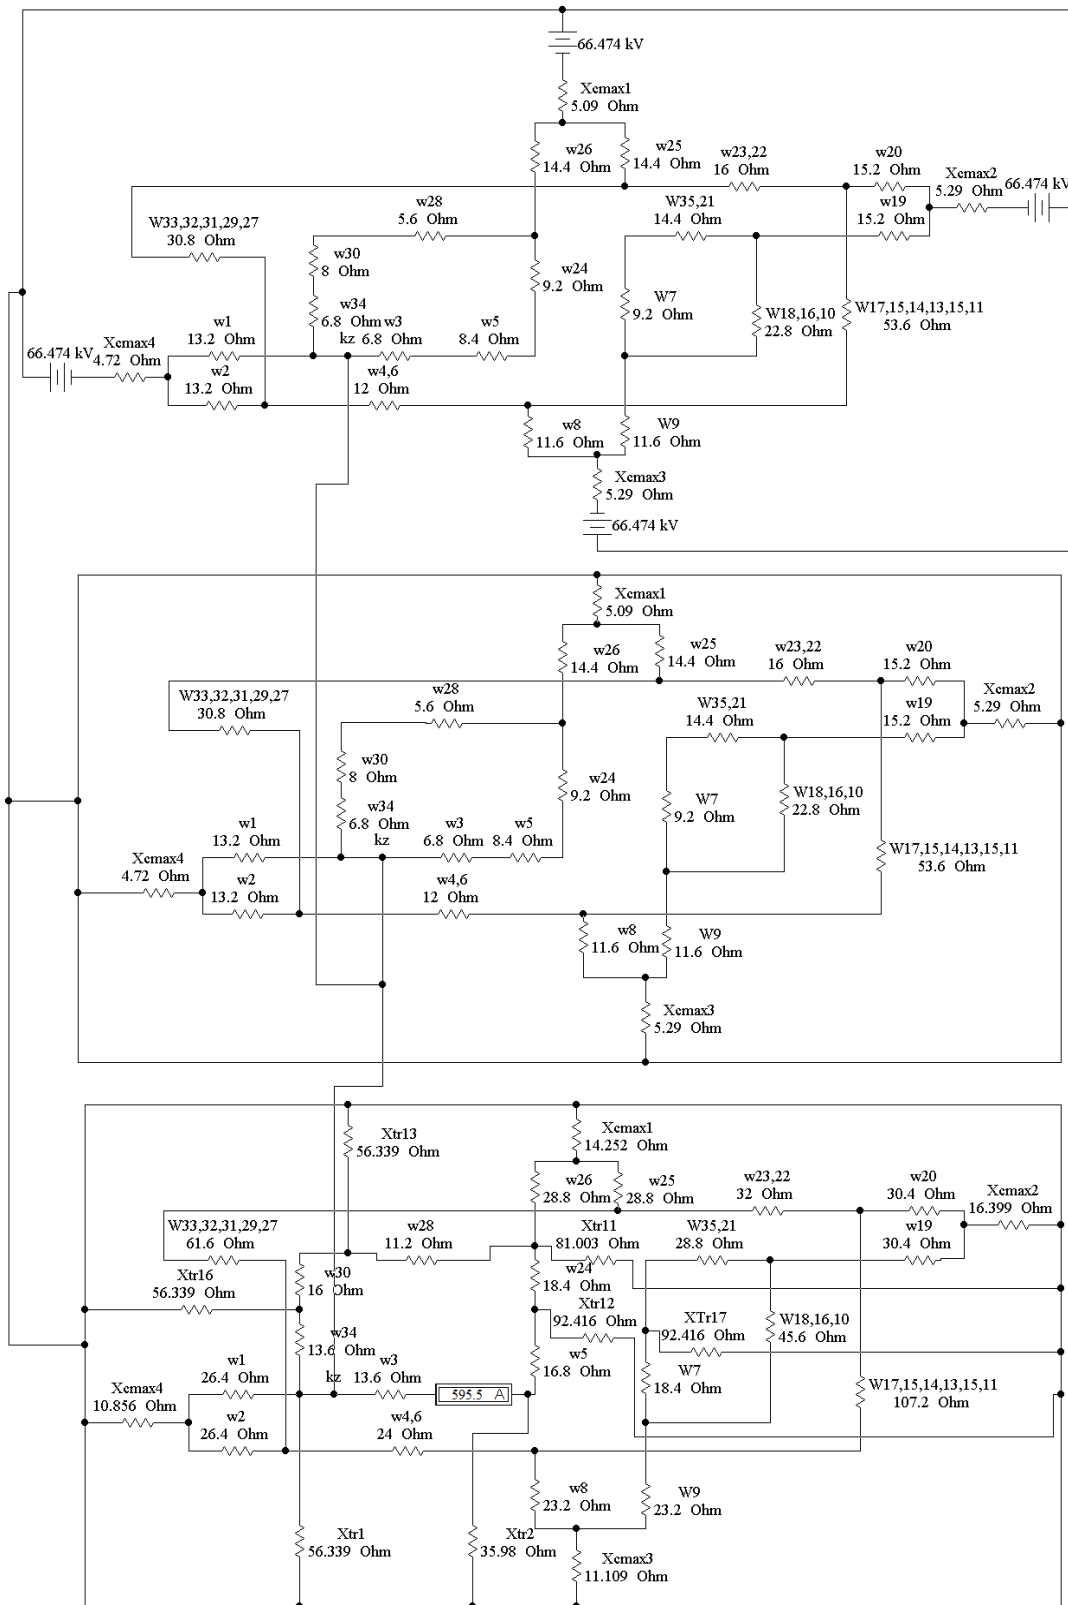 66.474 kV
Xcmax1
5.09 Ohm
w26
14.4 Ohm
w25
14.4 Ohm
w23,22
16 Ohm
w20
15.2 Ohm
Xcmax2
5.29 Ohm
66.474 kV
w28
5.6 Ohm
W35,21
14.4 Ohm
w19
15.2 Ohm
W33,32,31,29,27
30.8 Ohm
w30
8 Ohm
w24
9.2 Ohm
W7
9.2 Ohm
W18,16,10
22.8 Ohm
W17,15,14,13,15,11
53.6 Ohm
w34
6.8 Ohm
w1
13.2 Ohm
kz
w3
6.8 Ohm
w5
8.4 Ohm
66.474 kV
Xcmax4
4.72 Ohm
w2
13.2 Ohm
w4,6
12 Ohm
w8
11.6 Ohm
W9
11.6 Ohm
Xcmax3
5.29 Ohm
66.474 kV
Xcmax1
5.09 Ohm
w26
14.4 Ohm
w25
14.4 Ohm
w23,22
16 Ohm
w20
15.2 Ohm
Xcmax2
5.29 Ohm
W33,32,31,29,27
30.8 Ohm
w28
5.6 Ohm
W35,21
14.4 Ohm
w19
15.2 Ohm
w30
8 Ohm
w24
9.2 Ohm
W7
9.2 Ohm
W18,16,10
22.8 Ohm
w34
6.8 Ohm
w1
13.2 Ohm
kz
w3
6.8 Ohm
w5
8.4 Ohm
W17,15,14,13,15,11
53.6 Ohm
Xcmax4
4.72 Ohm
w2
13.2 Ohm
w4,6
12 Ohm
w8
11.6 Ohm
W9
11.6 Ohm
Xcmax3
5.29 Ohm
Xtr13
56.339 Ohm
Xcmax1
14.252 Ohm
w26
28.8 Ohm
w25
28.8 Ohm
w23,22
32 Ohm
w20
30.4 Ohm
Xcmax2
16.399 Ohm
W33,32,31,29,27
61.6 Ohm
w28
11.2 Ohm
Xtr11
81.003 Ohm
W35,21
28.8 Ohm
w19
30.4 Ohm
Xtr16
56.339 Ohm
w30
16 Ohm
w24
18.4 Ohm
Xtr12
92.416 Ohm
XTr17
92.416 Ohm
W18,16,10
45.6 Ohm
w34
13.6 Ohm
w5
16.8 Ohm
W7
18.4 Ohm
W17,15,14,13,15,11
107.2 Ohm
w1
26.4 Ohm
kz
w3
13.6 Ohm
595.5 A
Xcmax4
10.856 Ohm
w2
26.4 Ohm
w4,6
24 Ohm
w8
23.2 Ohm
W9
23.2 Ohm
Xtr1
56.339 Ohm
Xtr2
35.98 Ohm
Xcmax3
11.109 Ohm